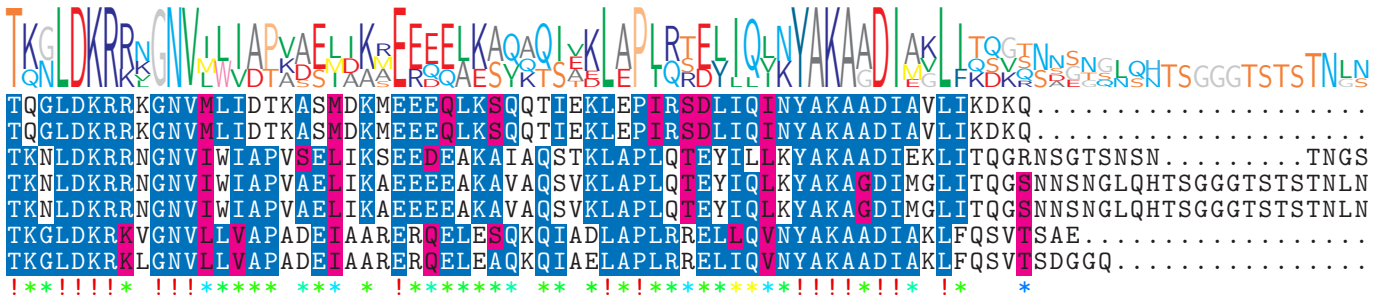 TQGLDKRRKGNVMLIDTKASMDKMEEEQLKSQQTIEKLEPIRSDLIQINYAKAADIAVLIKDKQ.....................
TQGLDKRRKGNVMLIDTKASMDKMEEEQLKSQQTIEKLEPIRSDLIQINYAKAADIAVLIKDKQ.....................
TKNLDKRRNGNVIWIAPVSELIKSEEDEAKAIAQSTKLAPLQTEYILLKYAKAADIEKLITQGRNSGTSNSN.........TNGS
TKNLDKRRNGNVIWIAPVAELIKAEEEEAKAVAQSVKLAPLQTEYIQLKYAKAGDIMGLITQGSNNSNGLQHTSGGGTSTSTNLN
TKNLDKRRNGNVIWIAPVAELIKAEEEEAKAVAQSVKLAPLQTEYIQLKYAKAGDIMGLITQGSNNSNGLQHTSGGGTSTSTNLN
TKGLDKRKVGNVLLVAPADEIAARERQELESQKQIADLAPLRRELLQVNYAKAADIAKLFQSVTSAE..................
TKGLDKRKLGNVLLVAPADEIAARERQELEAQKQIAELAPLRRELIQVNYAKAADIAKLFQSVTSDGGQ................
!**!!!!* !!!***** *** * !******* ** *!*!*********!!!!*!!* !*   *